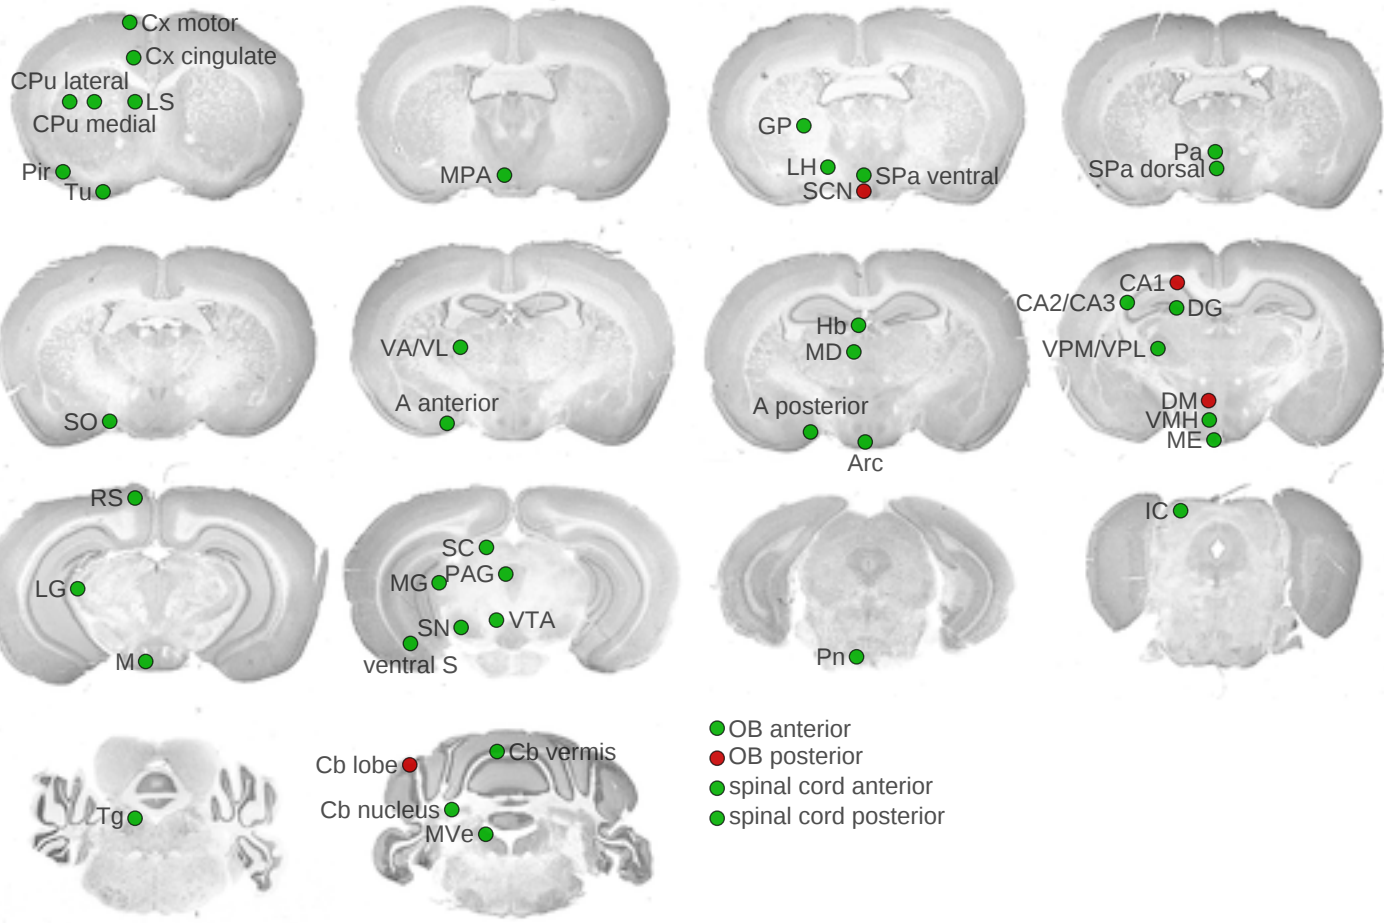 Cx motor
Cx cingulate
CPu lateral
LS
CPu medial
Pir
Tu
MPA
GP
LH
SPa ventral
SCN
Pa
SPa dorsal
SO
VA/VL
A anterior
Hb
MD
A posterior
Arc
CA1
CA2/CA3
DG
VPM/VPL
DM
VMH
ME
RS
LG
M
SC
MG
PAG
SN
VTA
ventral S
Pn
IC
Tg
Cb lobe
Cb vermis
Cb nucleus
MVe
OB anterior
OB posterior
spinal cord anterior
spinal cord posterior